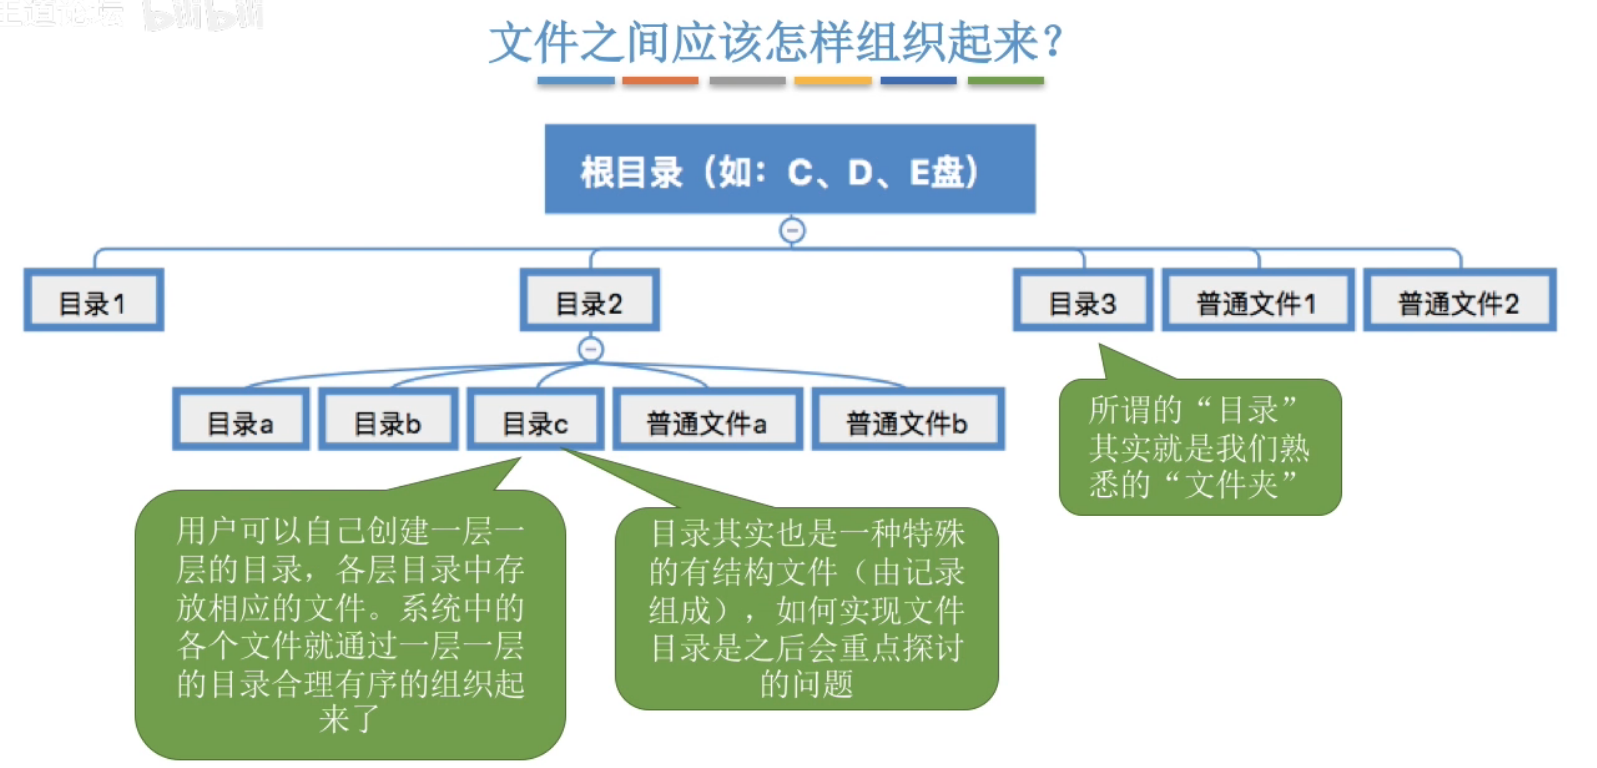 王道论坛 bilibili
文件之间应该怎样组织起来？
根目录（如：C、D、E盘）
目录1
目录2
目录3
普通文件1
普通文件2
目录a
目录b
目录c
普通文件a
普通文件b
所谓的“目录”
其实就是我们熟
悉的“文件夹”
用户可以自己创建一层一
层的目录，各层目录中存
放相应的文件。系统中的
各个文件就通过一层一层
的目录合理有序的组织起
来了
目录其实也是一种特殊
的有结构文件（由记录
组成），如何实现文件
目录是之后会重点探讨
的问题